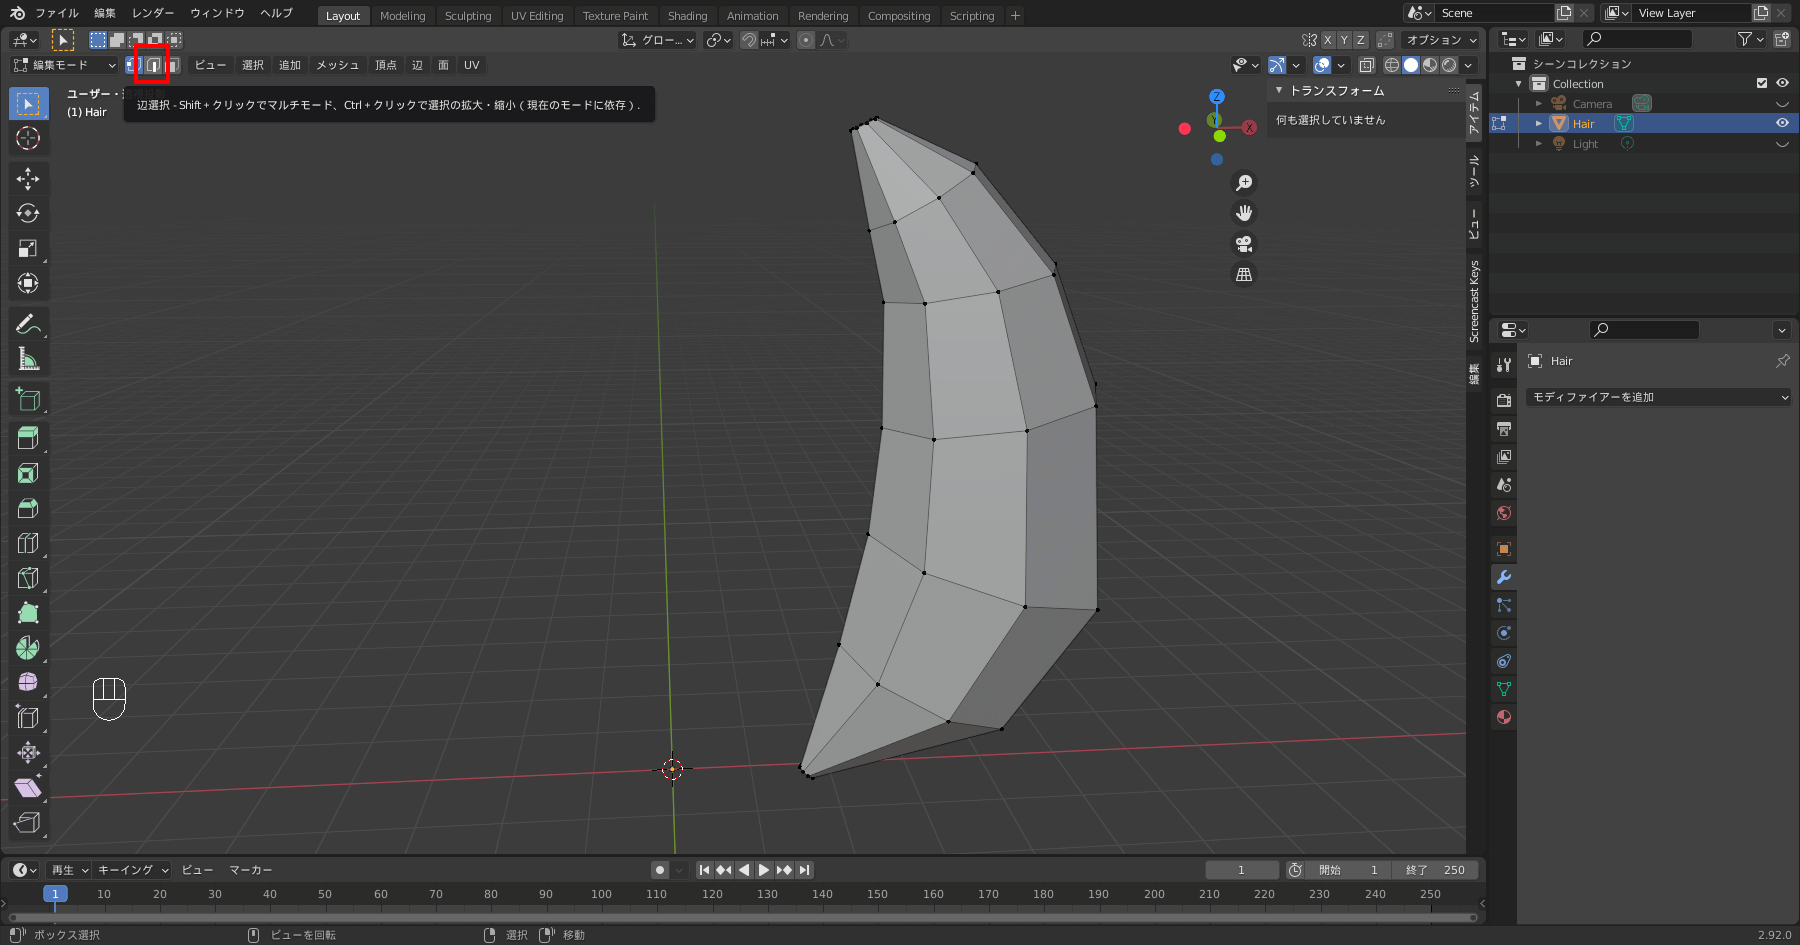 ファイル 編集 レンダー ウィンドウ ヘルプ Layout Modeling Sculpting UV Editing Texture Paint Shading Animation Rendering Compositing Scripting + Scene View Layer
グロー... X Y Z オプション
編集モード ビュー 選択 追加 メッシュ 頂点 辺 面 UV
ユーザー・
(1) Hair
辺選択 - Shift + クリックでマルチモード、Ctrl + クリックで選択の拡大・縮小 ( 現在のモードに依存 ) .
Z
Y
X
トランスフォーム
何も選択していません
アイテム
ツール
ビュー
Screencast Keys
編集
シーンコレクション
Collection
Camera
Hair
Light
Hair
モディファイアーを追加
再生 キーイング ビュー マーカー 1 開始 1 終了 250
1 10 20 30 40 50 60 70 80 90 100 110 120 130 140 150 160 170 180 190 200 210 220 230 240 250
ボックス選択 ビューを回転 選択 移動 2.92.0